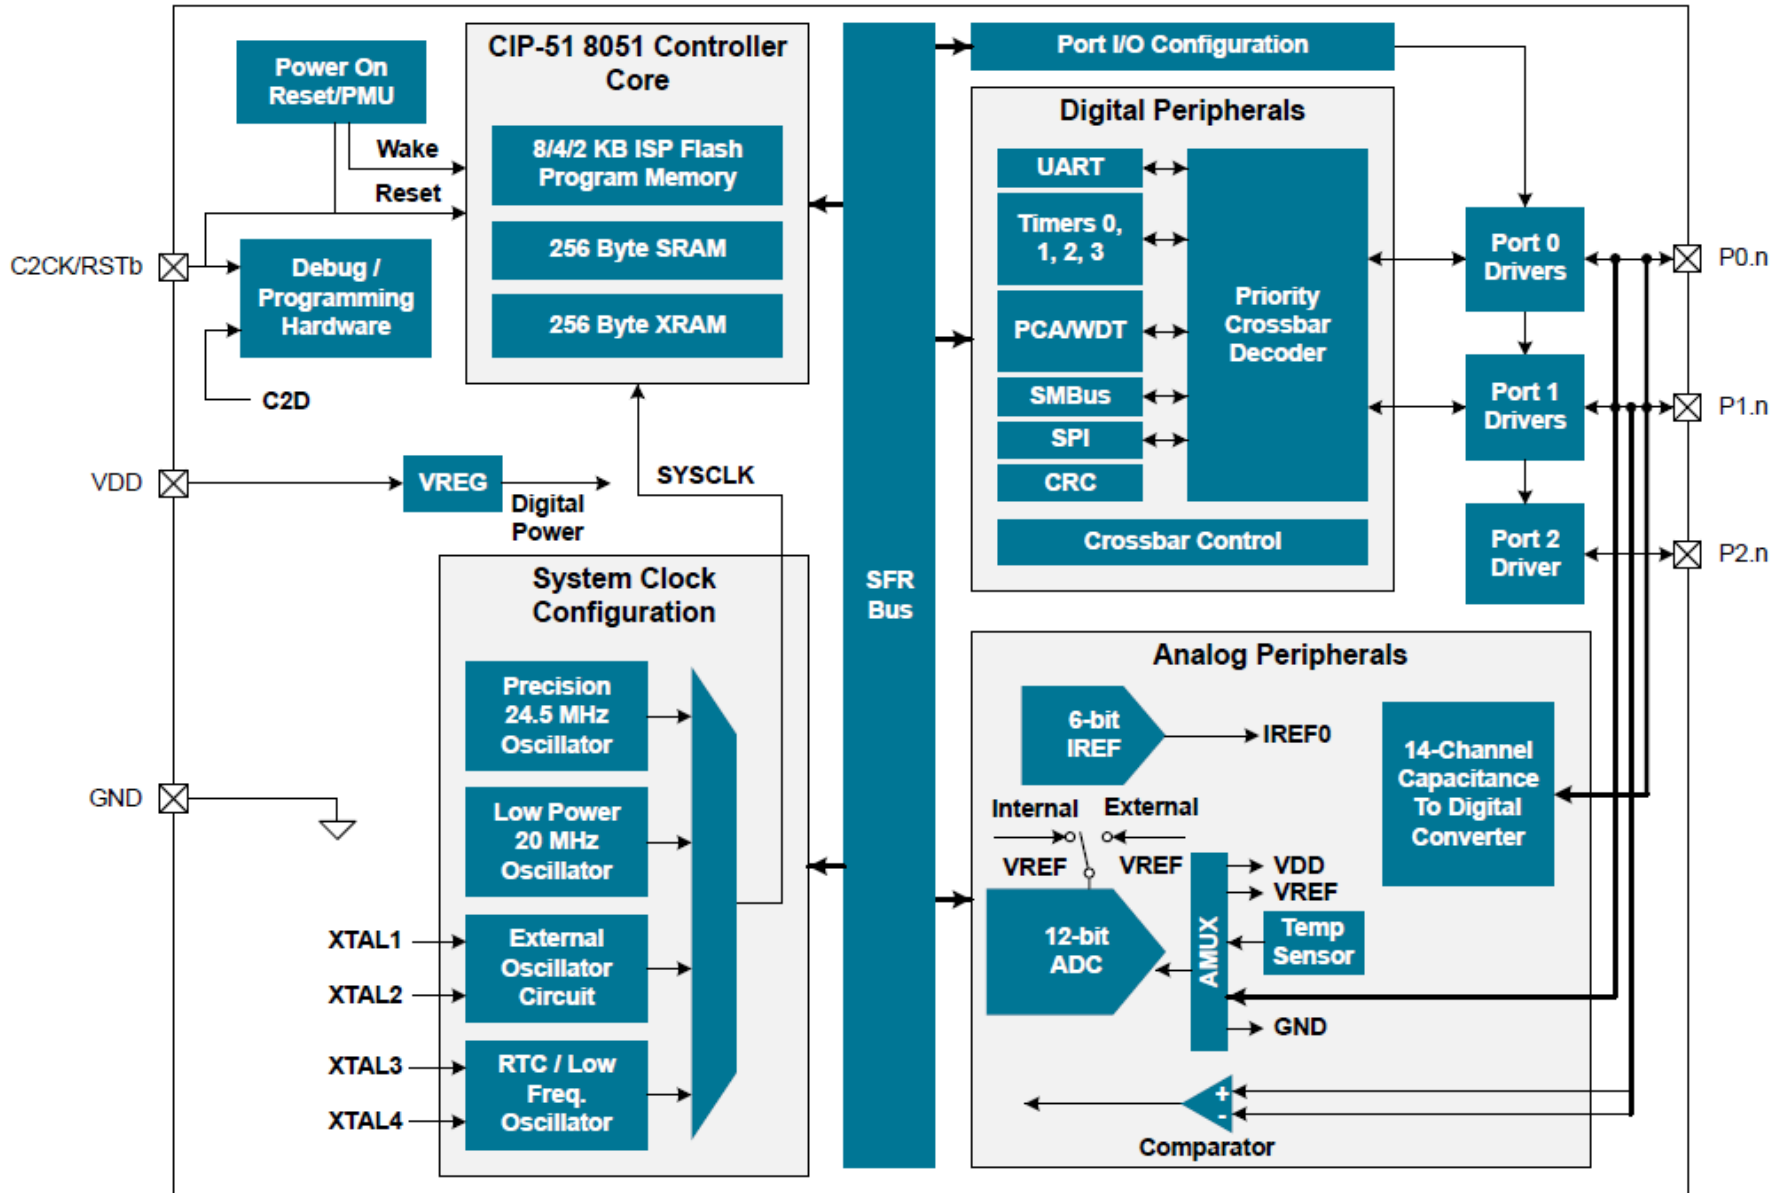 CIP-51 8051 Controller
Core
Power On
Reset/PMU
Wake
Reset
8/4/2 KB ISP Flash
Program Memory
256 Byte SRAM
256 Byte XRAM
C2CK/RSTb
Debug /
Programming
Hardware
C2D
VDD
VREG
Digital
Power
SYSCLK
GND
System Clock
Configuration
Precision
24.5 MHz
Oscillator
Low Power
20 MHz
Oscillator
XTAL1
XTAL2
External
Oscillator
Circuit
XTAL3
XTAL4
RTC / Low
Freq.
Oscillator
SFR
Bus
Port I/O Configuration
Digital Peripherals
UART
Timers 0,
1, 2, 3
PCA/WDT
SMBus
SPI
CRC
Priority
Crossbar
Decoder
Crossbar Control
Port 0
Drivers
P0.n
Port 1
Drivers
P1.n
Port 2
Driver
P2.n
Analog Peripherals
6-bit
IREF
IREF0
14-Channel
Capacitance
To Digital
Converter
Internal
External
VREF
VREF
12-bit
ADC
AMUX
VDD
VREF
Temp
Sensor
GND
+
-
Comparator